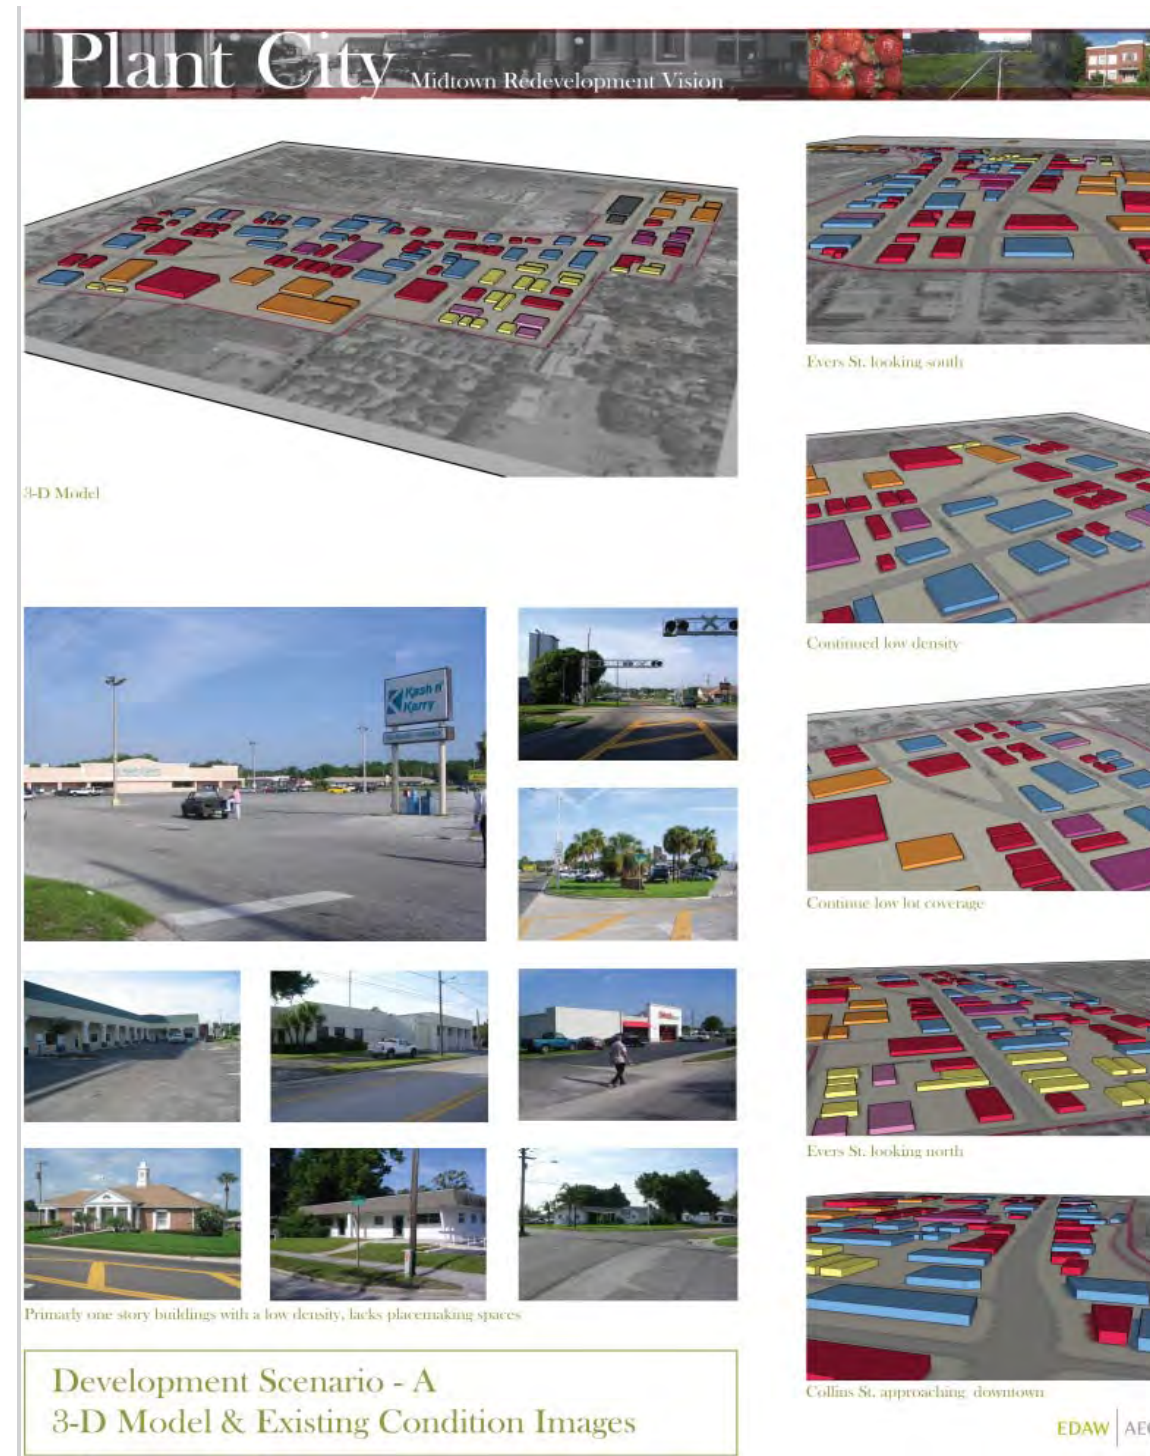 Plant City Midtown Redevelopment Vision
Evers St. looking south
3-D Model
Continued low density
Kash n'
Karry
Continue low lot coverage
Evers St. looking north
Primarly one story buildings with a low density, lacks placemaking spaces
Collins St. approaching downtown
Development Scenario - A
3-D Model & Existing Condition Images
EDAW